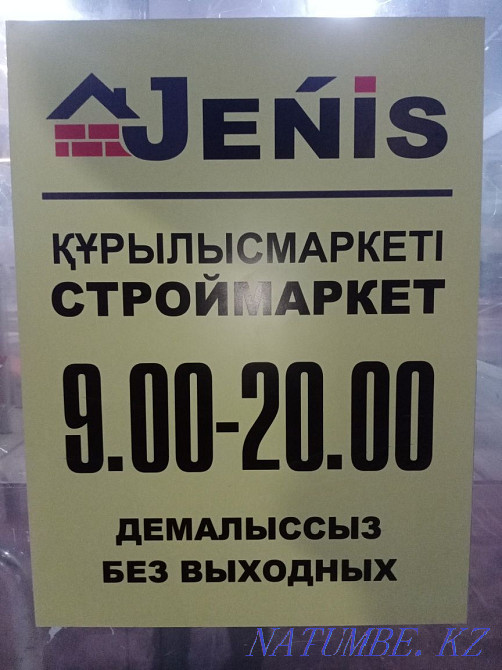 JEŃiS
ҚҰРЫЛЫСМАРКЕТІ
СТРОЙМАРКЕТ
9.00-20.00
ДЕМАЛЫССЫЗ
БЕЗ ВЫХОДНЫХ
NATUMBE.KZ